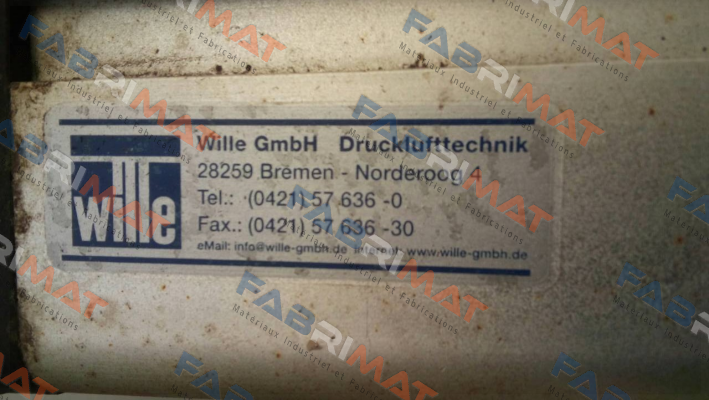 wille
Wille GmbH Drucklufttechnik
28259 Bremen - Norderoog 4
Tel.: (0421) 57 636 -0
Fax.: (0421) 57 636 -30
eMail: info@wille-gmbh.de Internet: www.wille-gmbh.de
FABRIMAT
Matériaux Industriel et Fabrications